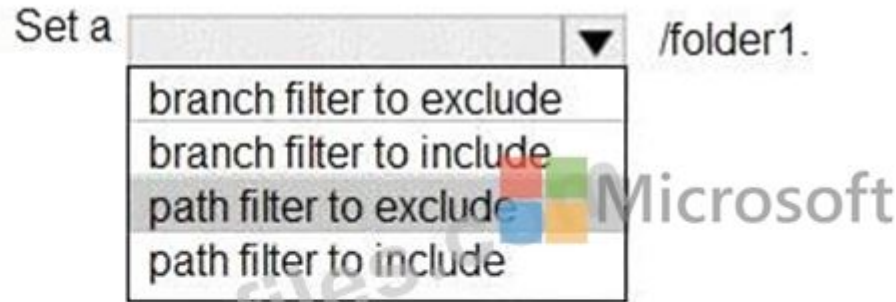 Set a /folder1.
branch filter to exclude
branch filter to include
path filter to exclude
Microsoft
path filter to include